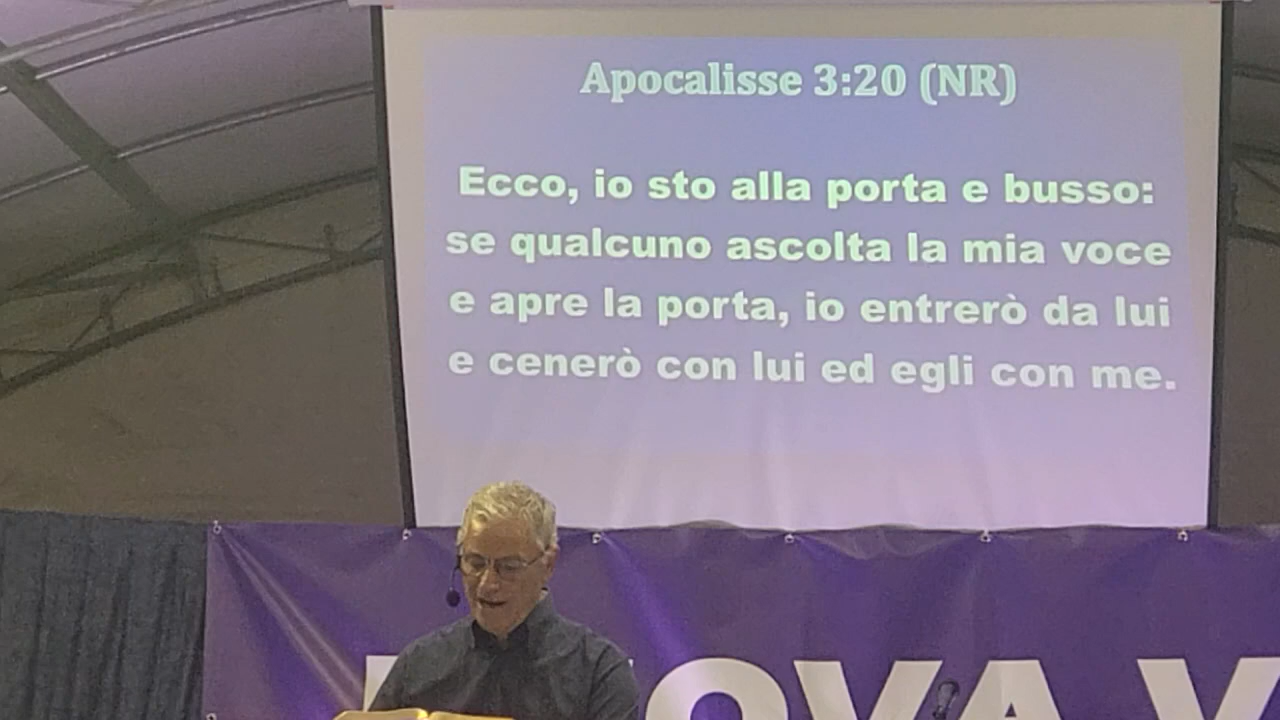 Apocalisse 3:20 (NR)
Ecco, io sto alla porta e busso:
se qualcuno ascolta la mia voce
e apre la porta, io entrerò da lui
e cenerò con lui ed egli con me.
OVA V